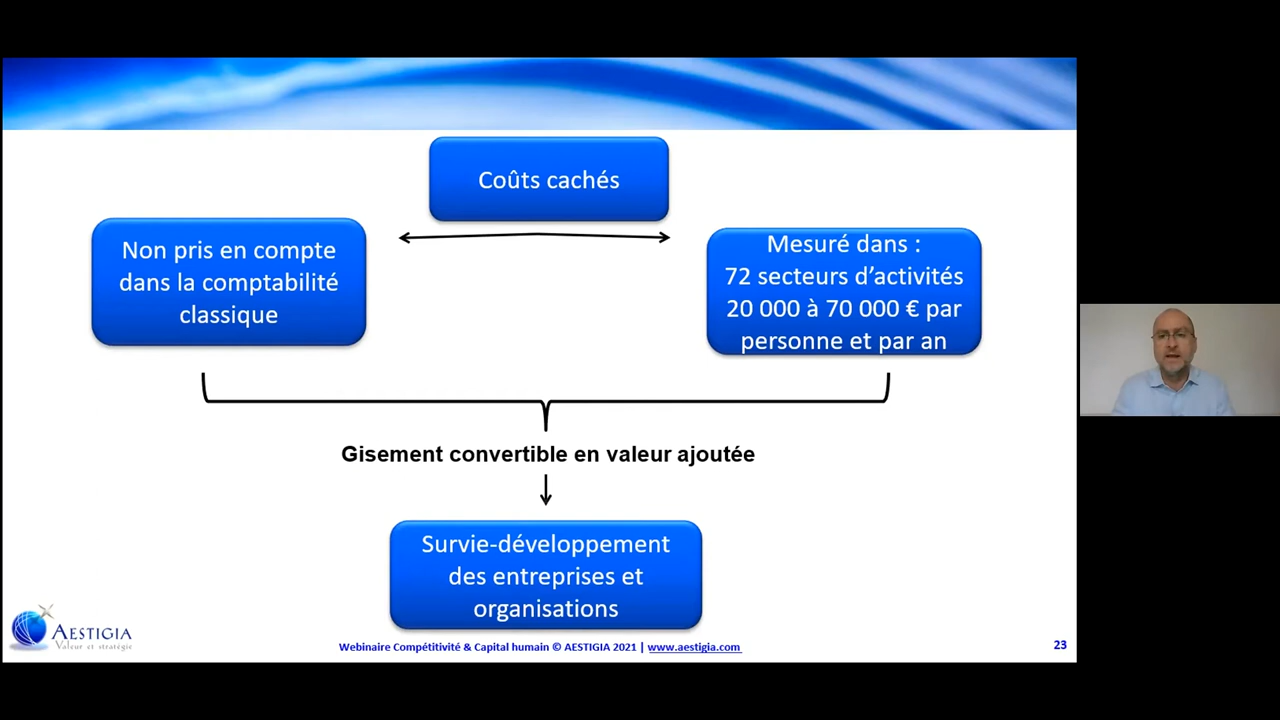 Coûts cachés
Non pris en compte
dans la comptabilité
classique
Mesuré dans :
72 secteurs d’activités
20 000 à 70 000 € par
personne et par an
Gisement convertible en valeur ajoutée
Survie-développement
des entreprises et
organisations
AESTIGIA
Valeur et stratégie
Webinaire Compétitivité & Capital humain © AESTIGIA 2021 | www.aestigia.com
23